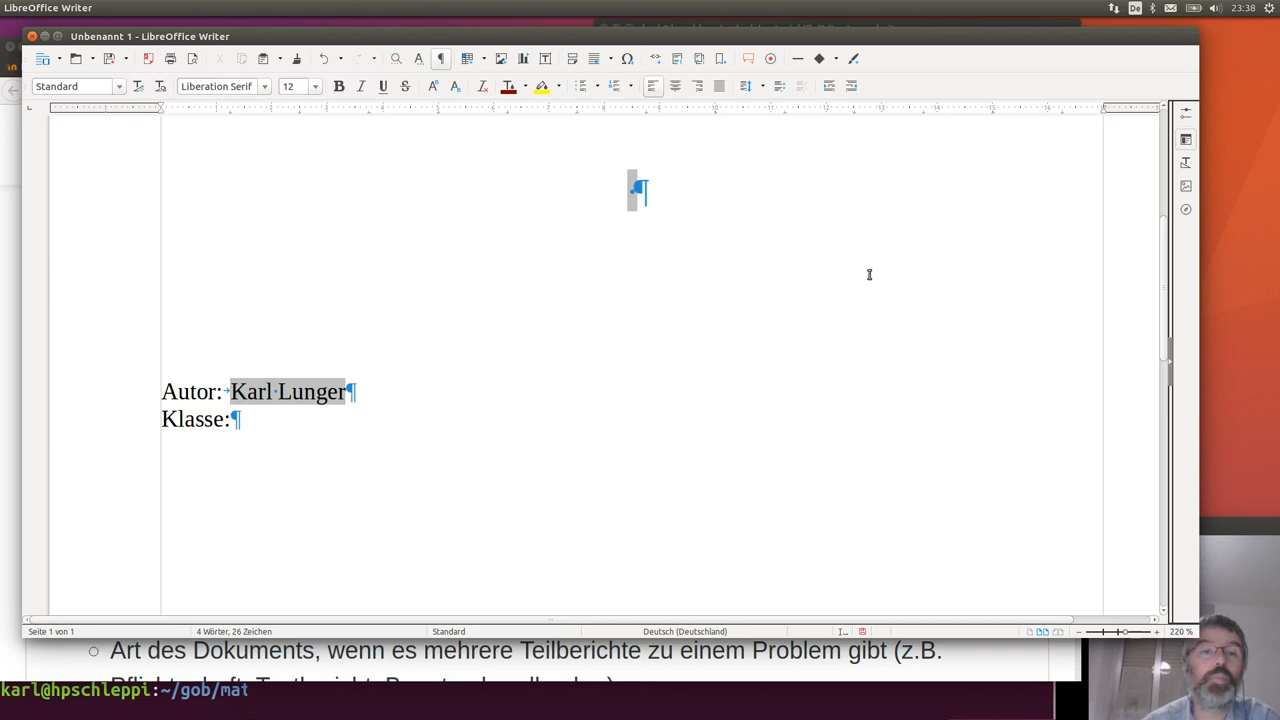 LibreOffice Writer
De
23:38
Unbenannt 1 - LibreOffice Writer
Standard
Liberation Serif
12
Autor: Karl Lunger¶
Klasse:¶
Seite 1 von 1
4 Wörter, 26 Zeichen
Standard
Deutsch (Deutschland)
220 %
Art des Dokuments, wenn es mehrere Teilberichte zu einem Problem gibt (z.B.
karl@hpschleppi:~/gob/mat